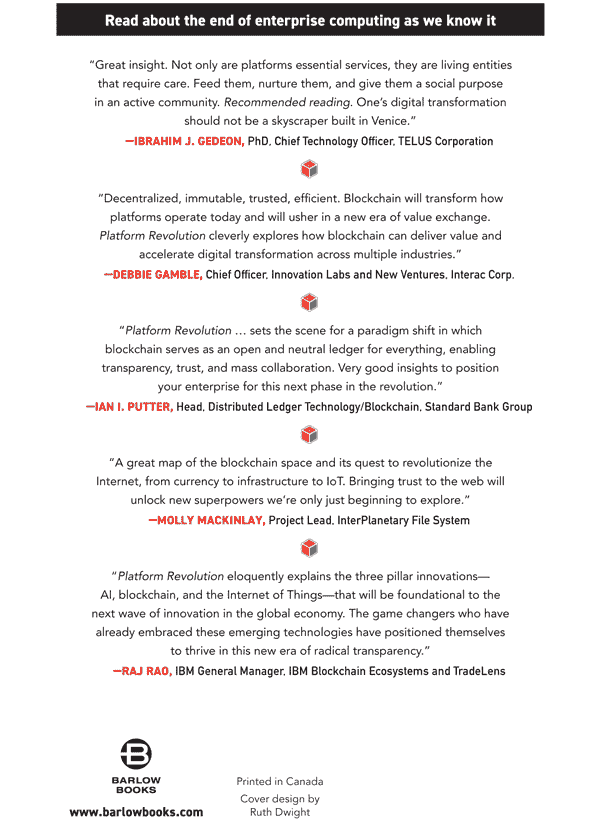 Read about the end of enterprise computing as we know it
“Great insight. Not only are platforms essential services, they are living entities
that require care. Feed them, nurture them, and give them a social purpose
in an active community. Recommended reading. One’s digital transformation
should not be a skyscraper built in Venice.”
—IBRAHIM J. GEDEON, PhD, Chief Technology Officer, TELUS Corporation
“Decentralized, immutable, trusted, efficient. Blockchain will transform how
platforms operate today and will usher in a new era of value exchange.
Platform Revolution cleverly explores how blockchain can deliver value and
accelerate digital transformation across multiple industries.”
—DEBBIE GAMBLE, Chief Officer, Innovation Labs and New Ventures, Interac Corp.
“Platform Revolution … sets the scene for a paradigm shift in which
blockchain serves as an open and neutral ledger for everything, enabling
transparency, trust, and mass collaboration. Very good insights to position
your enterprise for this next phase in the revolution.”
—IAN I. PUTTER, Head, Distributed Ledger Technology/Blockchain, Standard Bank Group
“A great map of the blockchain space and its quest to revolutionize the
Internet, from currency to infrastructure to IoT. Bringing trust to the web will
unlock new superpowers we’re only just beginning to explore.”
—MOLLY MACKINLAY, Project Lead, InterPlanetary File System
“Platform Revolution eloquently explains the three pillar innovations—
AI, blockchain, and the Internet of Things—that will be foundational to the
next wave of innovation in the global economy. The game changers who have
already embraced these emerging technologies have positioned themselves
to thrive in this new era of radical transparency.”
—RAJ RAO, IBM General Manager, IBM Blockchain Ecosystems and TradeLens
BARLOW
BOOKS
www.barlowbooks.com
Printed in Canada
Cover design by
Ruth Dwight